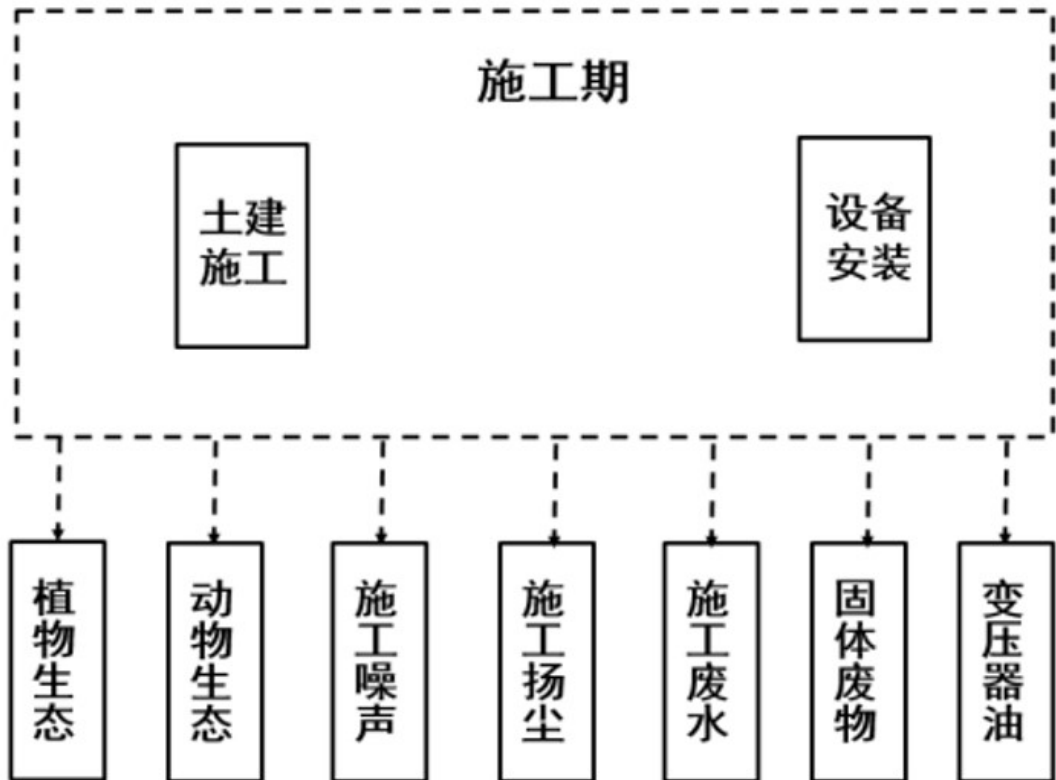 施工期
土建
施工
设备
安装
植物生态
动物生态
施工噪声
施工扬尘
施工废水
固体废物
变压器油